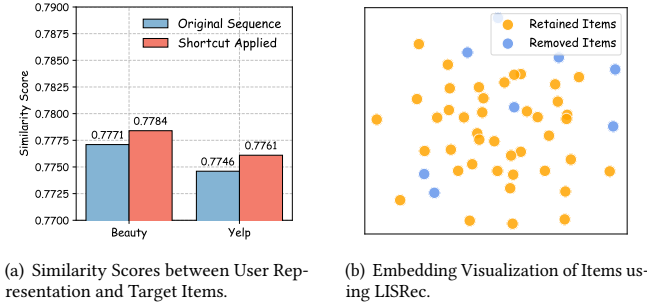 0.7900
0.7875
0.7850
0.7825
0.7800
0.7775
0.7750
0.7725
0.7700
Similarity Score
Original Sequence
Shortcut Applied
0.7771
0.7784
0.7746
0.7761
Beauty
Yelp
Retained Items
Removed Items
(a) Similarity Scores between User Rep-
resentation and Target Items.
(b) Embedding Visualization of Items us-
ing LISRec.